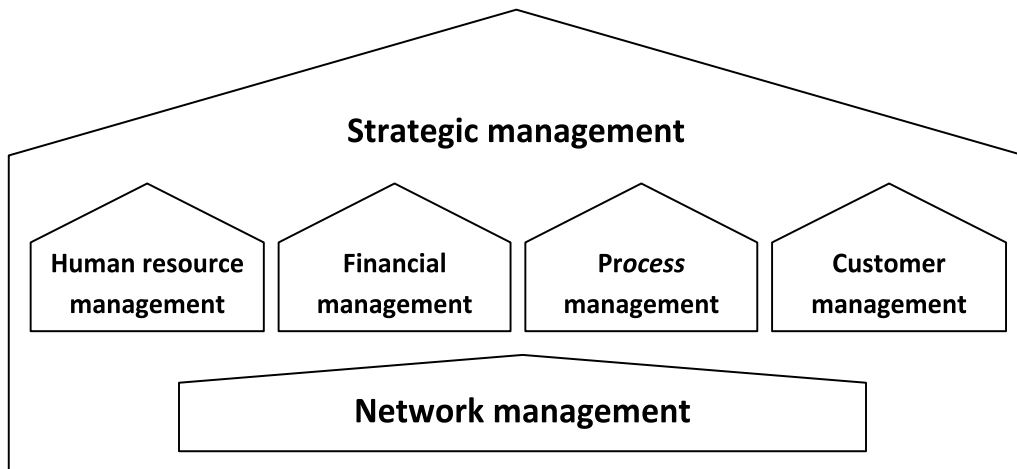 Strategic management
Human resource
management
Financial
management
Process
management
Customer
management
Network management